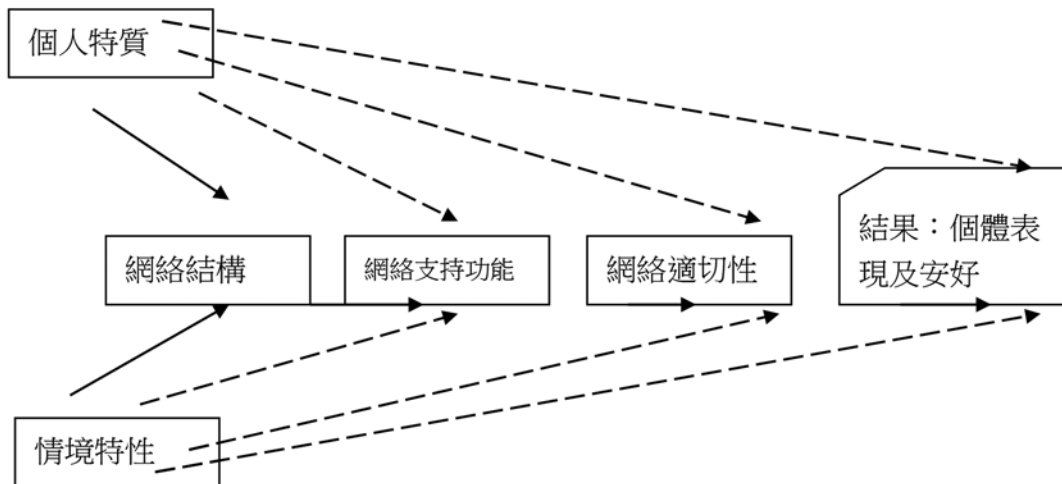 個人特質
網絡結構
網絡支持功能
網絡適切性
結果：個體表
現及安好
情境特性